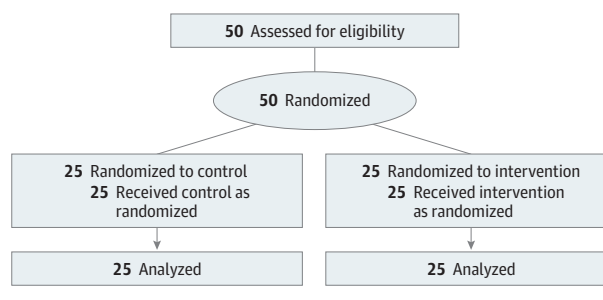 50 Assessed for eligibility
50 Randomized
25 Randomized to control
25 Received control as
randomized
25 Analyzed
25 Randomized to intervention
25 Received intervention
as randomized
25 Analyzed